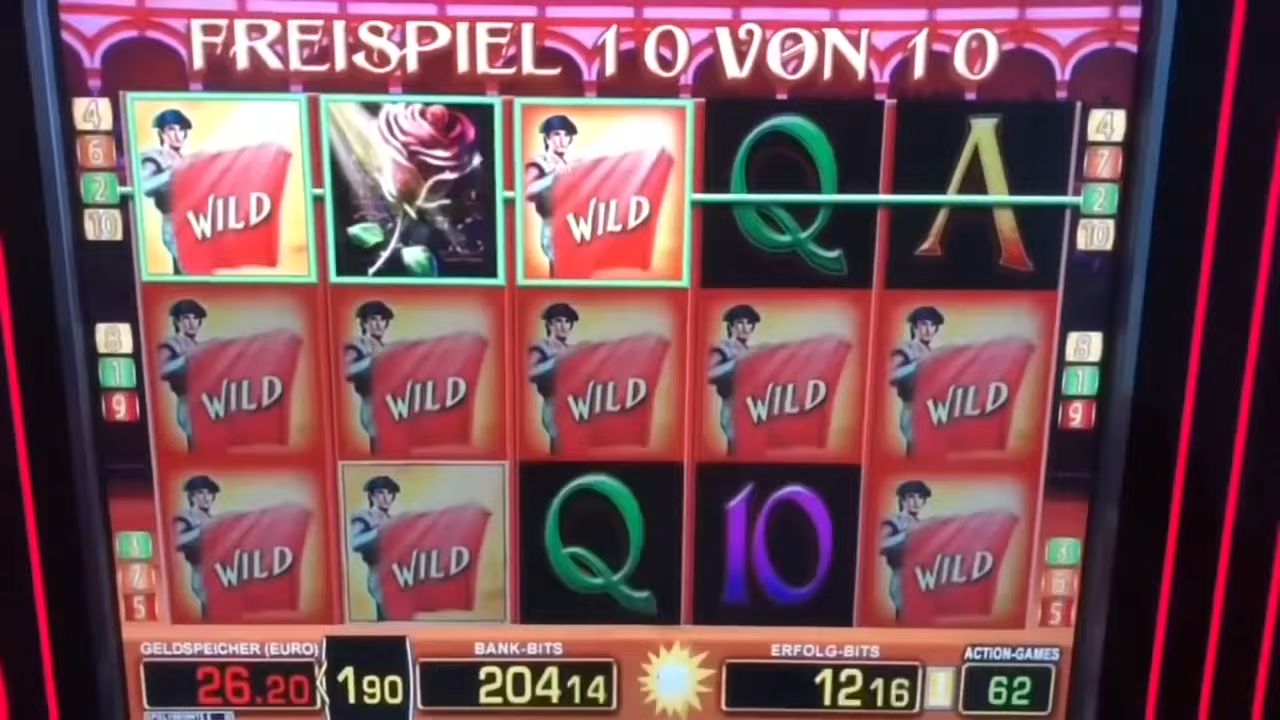 FREISPIEL 10 VON 10
4 4
6 WILD WILD Q A 7
2 2
10 10
8 8
1 WILD WILD WILD WILD WILD 1
9 9
3 WILD WILD Q 10 WILD 3
7 6
5 5
GELDSPEICHER (EURO) BANK-BITS ERFOLG-BITS ACTION-GAMES
26.20 190 20414 1216 62